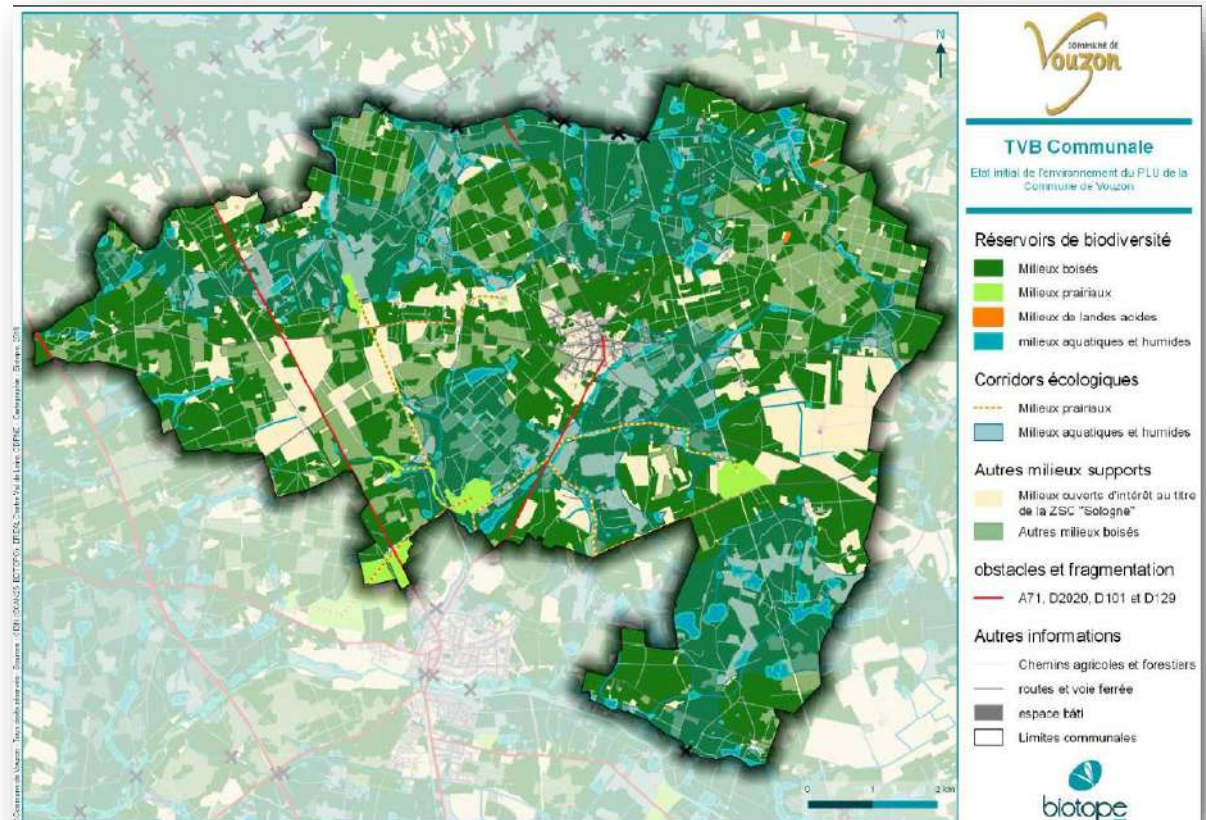 N
commune de
Vouzon
TVB Communale
Etat initial de l'environnement du PLU de la
Commune de Vouzon
Réservoirs de biodiversité
Milieux boisés
Milieux prairiaux
Milieux de landes acides
milieux aquatiques et humides
Corridors écologiques
Milieux prairiaux
Milieux aquatiques et humides
Autres milieux supports
Milieux ouverts d'intérêt au titre
de la ZSC "Sologne"
Autres milieux boisés
obstacles et fragmentation
A71, D2020, D101 et D129
Autres informations
Chemins agricoles et forestiers
routes et voie ferrée
espace bâti
Limites communales
0 1 2 km
biotope